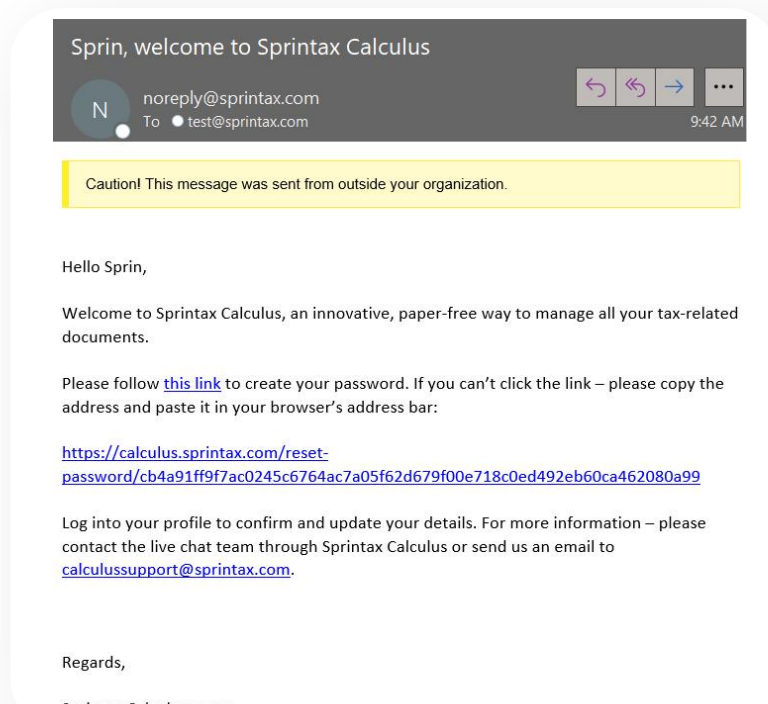 Sprin, welcome to Sprintax Calculus
N
noreply@sprintax.com
To test@sprintax.com
9:42 AM
Caution! This message was sent from outside your organization.
Hello Sprin,
Welcome to Sprintax Calculus, an innovative, paper-free way to manage all your tax-related
documents.
Please follow this link to create your password. If you can’t click the link – please copy the
address and paste it in your browser’s address bar:
https://calculus.sprintax.com/reset-
password/cb4a91ff9f7ac0245c6764ac7a05f62d679f00e718c0ed492eb60ca462080a99
Log into your profile to confirm and update your details. For more information – please
contact the live chat team through Sprintax Calculus or send us an email to
calculussupport@sprintax.com.
Regards,